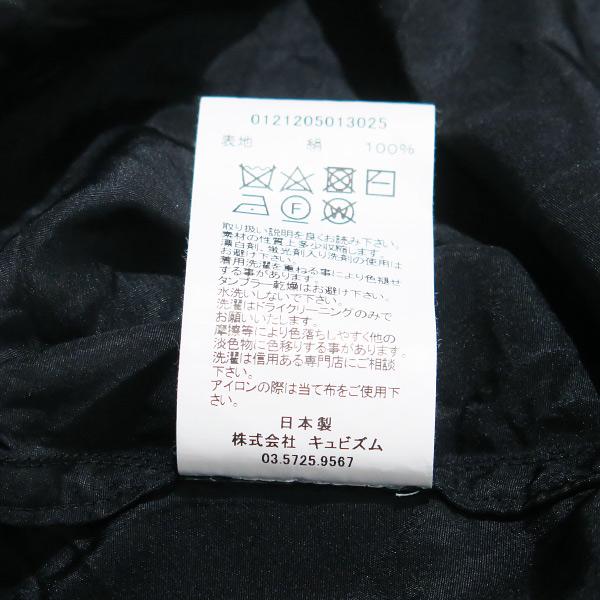 0121205013025
表地 絹 100%
取り扱い説明を良くお読み下さい。
素材の性質上多少収縮します。
漂白剤、蛍光剤入り洗剤の使用は
お避け下さい。
着用洗濯を重ねる事により色褪せ
する事があります。
タンブラー乾燥はお避け下さい。
水洗いしないで下さい。
洗濯はドライクリーニングのみで
お願いいたします。
摩擦等により色落ちしやすく他の
淡色物に色移りする事があります。
洗濯は信用ある専門店にご相談
下さい。
アイロンの際は当て布をご使用下
さい。
日本製
株式会社 キュビズム
03.5725.9567